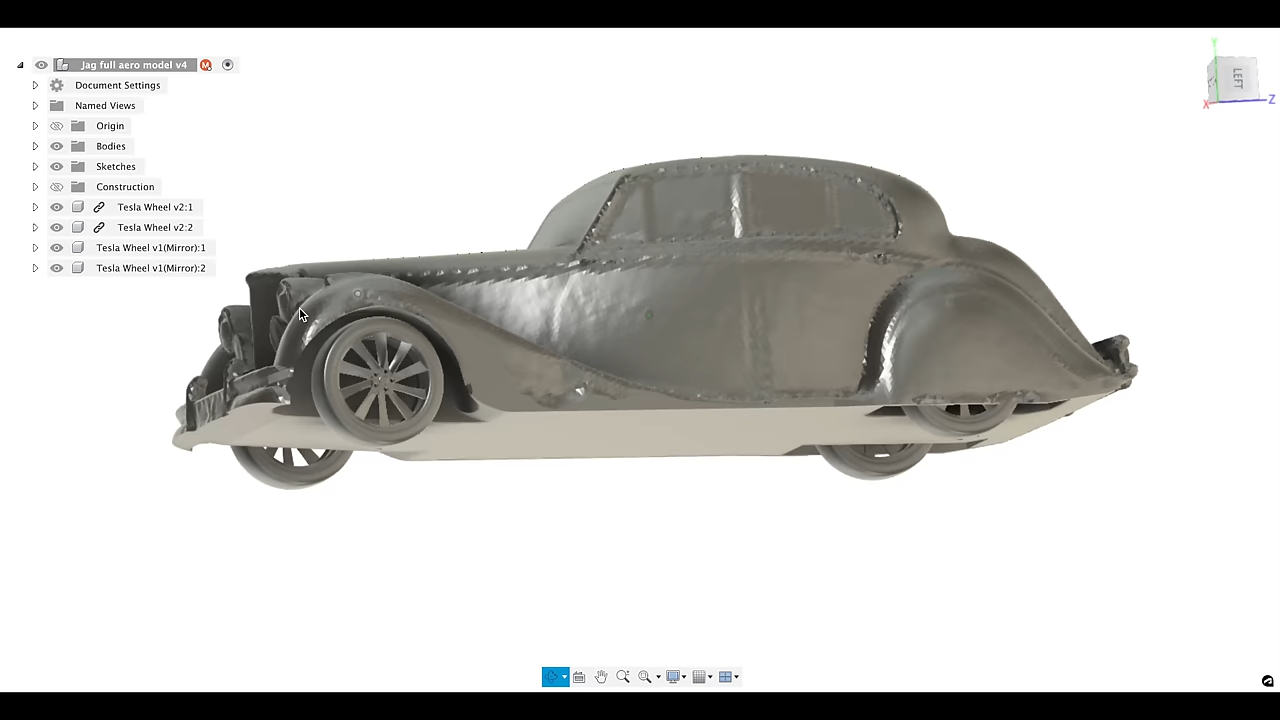 Jag full aero model v4
Document Settings
Named Views
Origin
Bodies
Sketches
Construction
Tesla Wheel v2:1
Tesla Wheel v2:2
Tesla Wheel v1(Mirror):1
Tesla Wheel v1(Mirror):2
Y
LEFT
X
Z